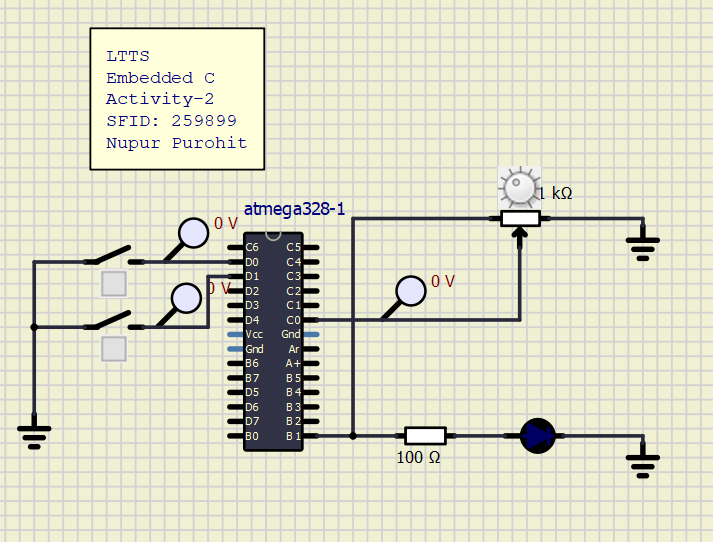 LTTS
Embedded C
Activity-2
SFID: 259899
Nupur Purohit
1 kΩ
atmega328-1
0 V
0 V
0 V
C6
D0
D1
D2
D3
D4
Vcc
Gnd
B6
B7
D5
D6
D7
B0
C5
C4
C3
C2
C1
C0
Gnd
Ar
A+
B5
B4
B3
B2
B1
100 Ω